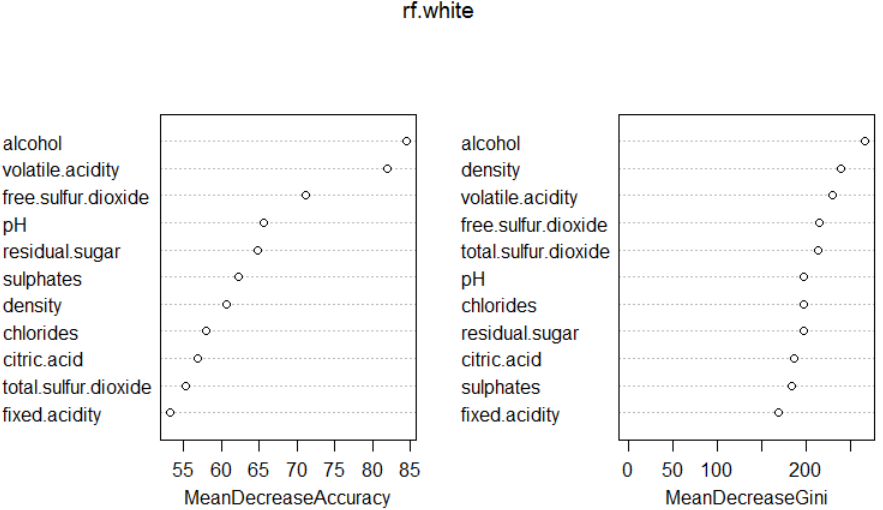 rf.white
alcohol
volatile.acidity
free.sulfur.dioxide
pH
residual.sugar
sulphates
density
chlorides
citric.acid
total.sulfur.dioxide
fixed.acidity
55 60 65 70 75 80 85
MeanDecreaseAccuracy
alcohol
density
volatile.acidity
free.sulfur.dioxide
total.sulfur.dioxide
pH
chlorides
residual.sugar
citric.acid
sulphates
fixed.acidity
0 50 100 200
MeanDecreaseGini